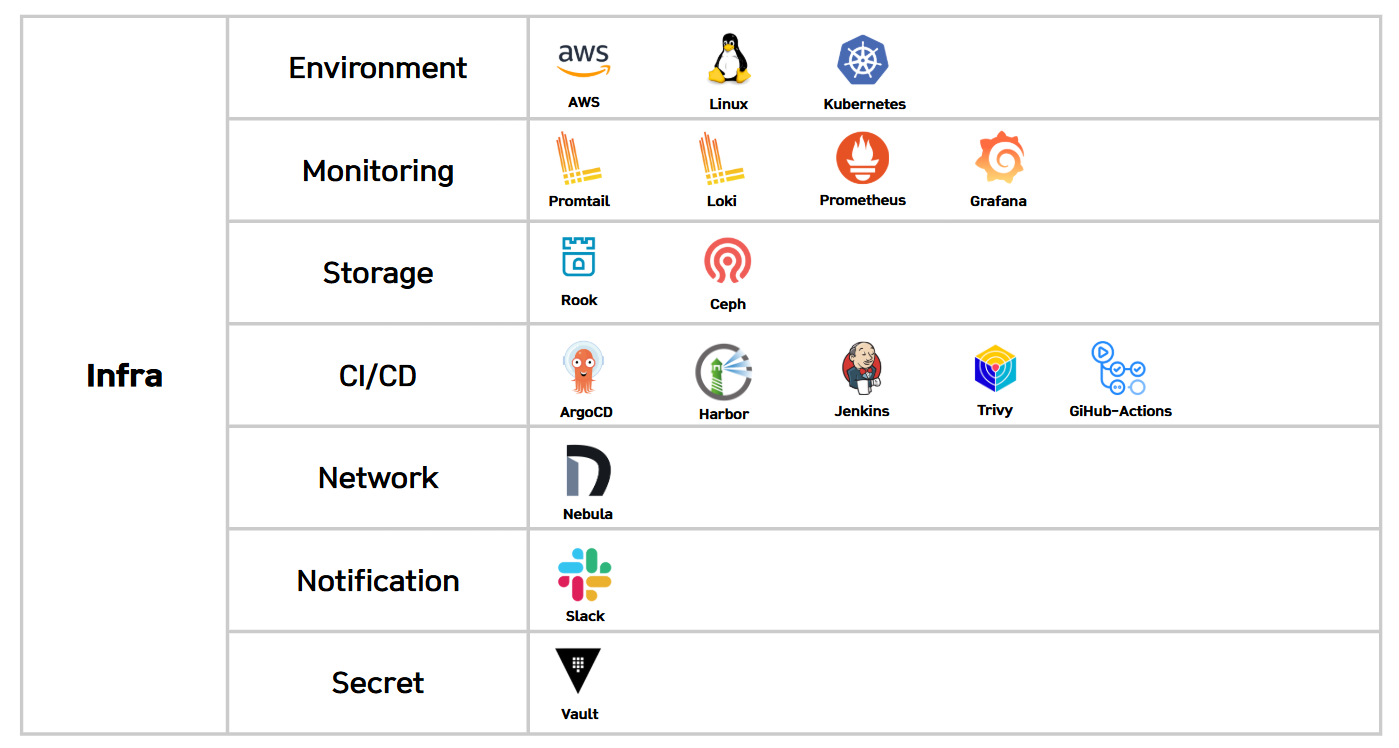 Infra
Environment
aws
AWS
Linux
Kubernetes
Monitoring
Promtail
Loki
Prometheus
Grafana
Storage
Rook
Ceph
CI/CD
ArgoCD
Harbor
Jenkins
Trivy
GiHub-Actions
Network
Nebula
Notification
Slack
Secret
Vault